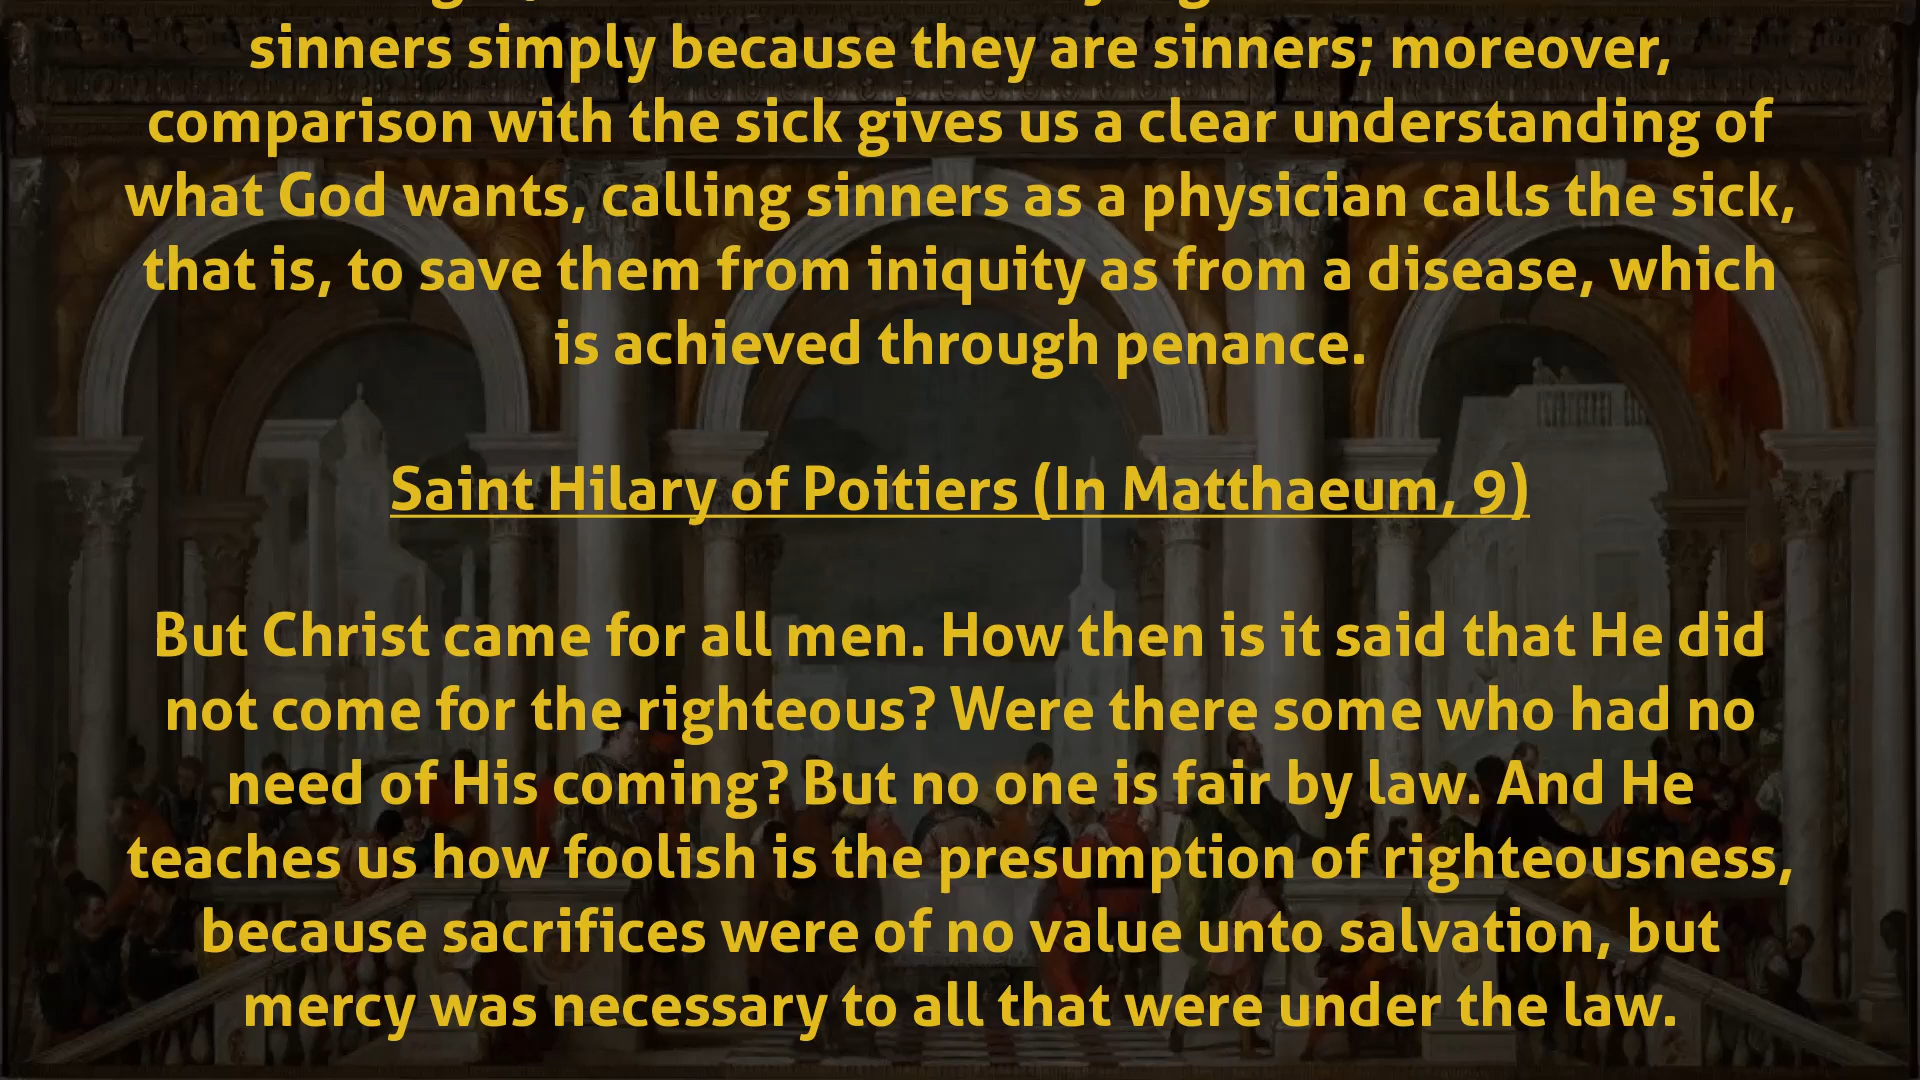 sinners simply because they are sinners; moreover,
comparison with the sick gives us a clear understanding of
what God wants, calling sinners as a physician calls the sick,
that is, to save them from iniquity as from a disease, which
is achieved through penance.
Saint Hilary of Poitiers (In Matthaeum, 9)
But Christ came for all men. How then is it said that He did
not come for the righteous? Were there some who had no
need of His coming? But no one is fair by law. And He
teaches us how foolish is the presumption of righteousness,
because sacrifices were of no value unto salvation, but
mercy was necessary to all that were under the law.